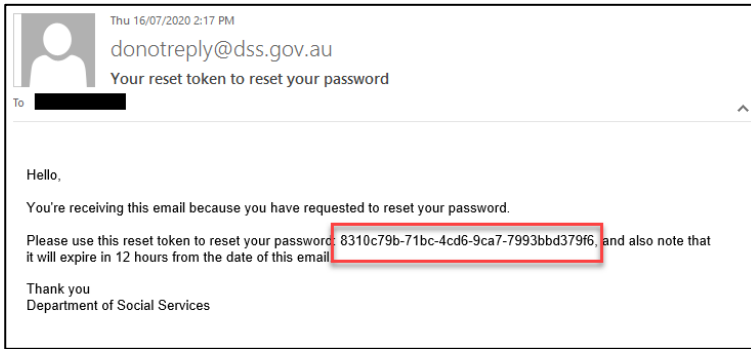 Thu 16/07/2020 2:17 PM
donotreply@dss.gov.au
Your reset token to reset your password
To
Hello,
You're receiving this email because you have requested to reset your password.
Please use this reset token to reset your password: 8310c79b-71bc-4cd6-9ca7-7993bbd379f6, and also note that
it will expire in 12 hours from the date of this email
Thank you
Department of Social Services